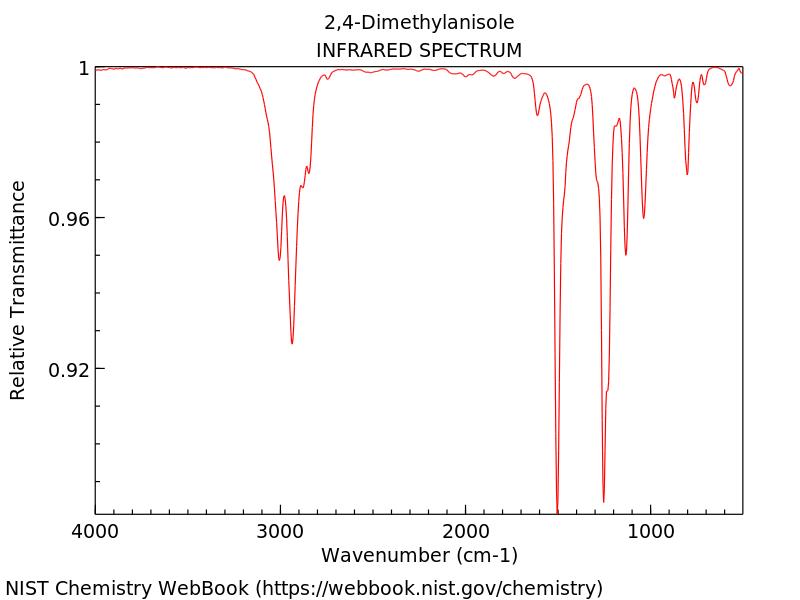 2,4-Dimethylanisole
INFRARED SPECTRUM
1
0.96
0.92
Relative Transmittance
4000 3000 2000 1000
Wavenumber (cm-1)
NIST Chemistry WebBook (https://webbook.nist.gov/chemistry)